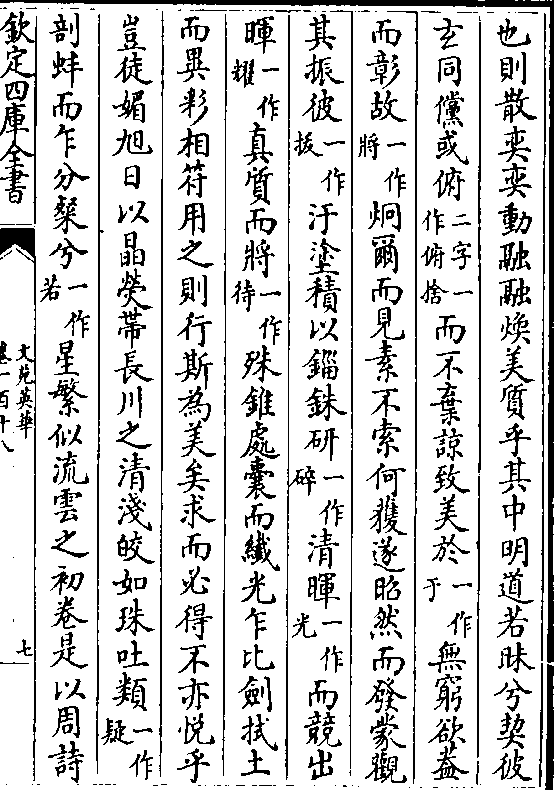 也則散奕奕動融融煥美質乎其中明道若昧兮契彼
玄同儻或俯二字一作俯捨而不棄諒致美於一作于無窮欲蓋
而彰故一作將炯爾而見素不索何獲遂昭然而發蒙觀
其振彼一作拔汙塗積以錙銖研一作碎清暉一作光而競出
暉一作耀真質而將一作待殊錐處囊而纖光乍比劍拭土
而異彩相符用之則行斯為美矣求而必得不亦悅乎
豈徒媚旭日以晶熒帶長川之清淺皎如珠吐類一作疑
剖蚌而乍分粲兮一作若星繁似流雲之初卷是以周詩
欽定四庫全書
文苑英華
卷一百十八
七